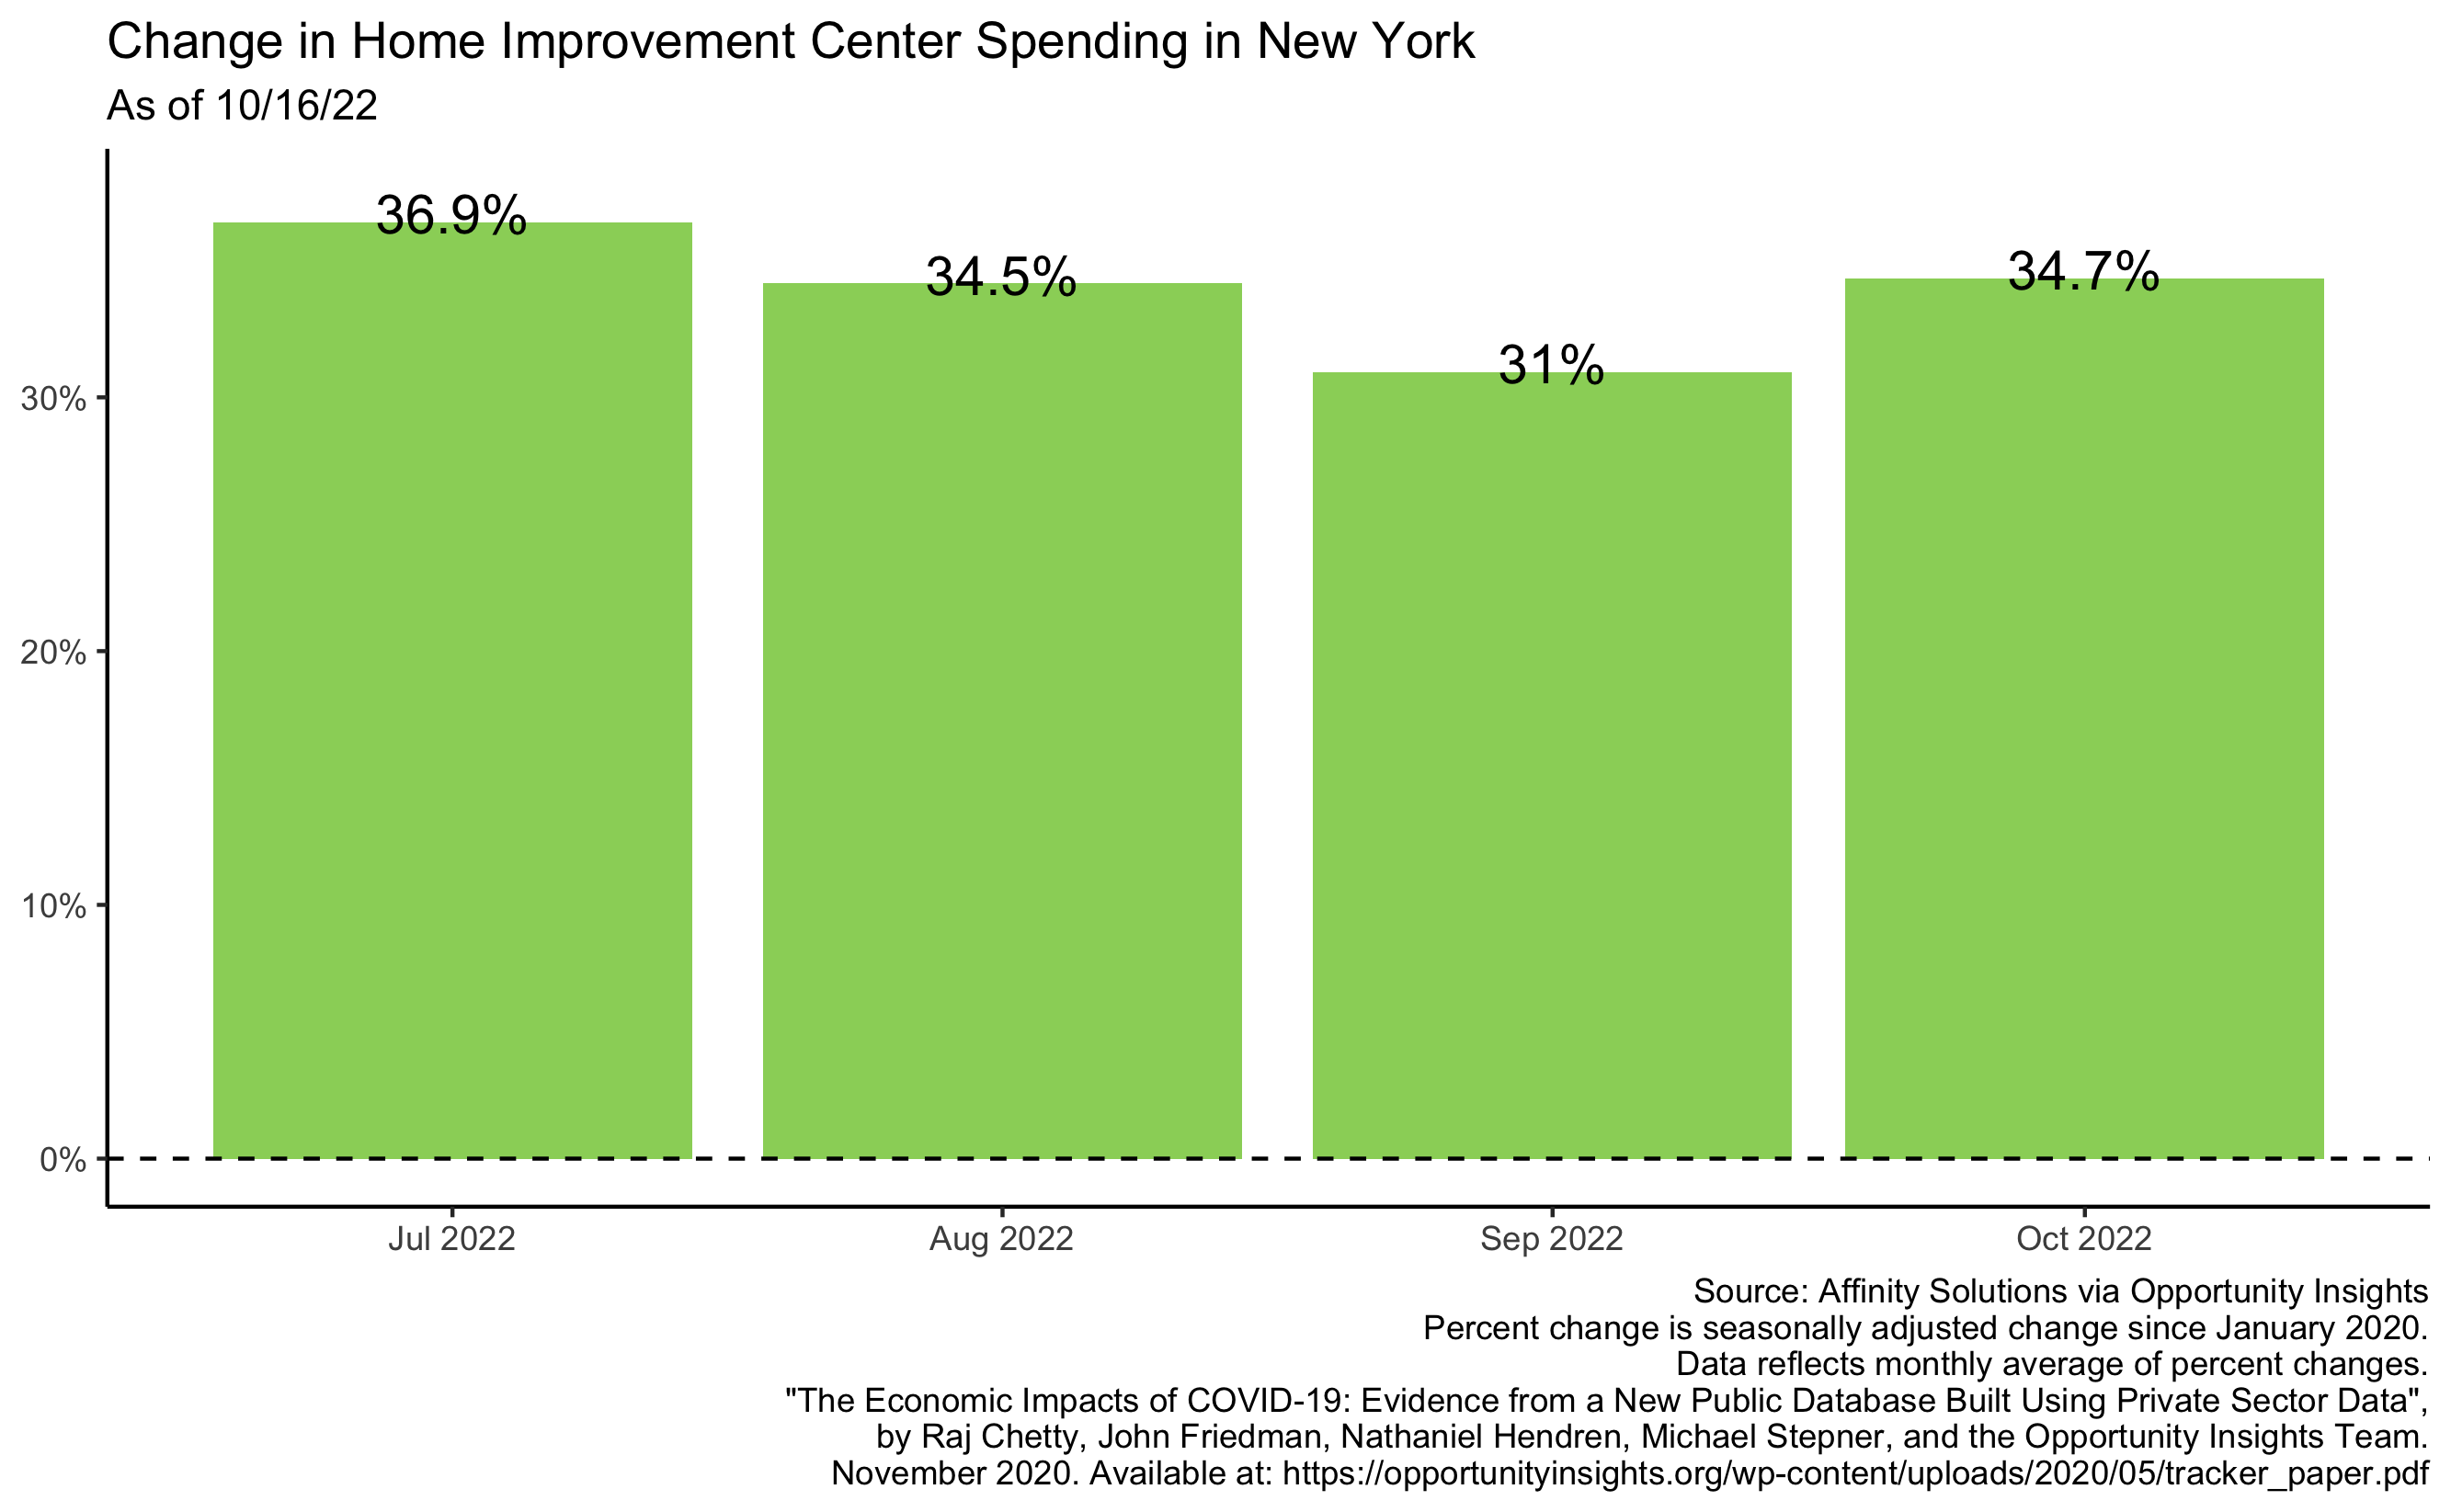 Change in Home Improvement Center Spending in New York
As of 10/16/22
36.9%
34.5%
31%
34.7%
30%
20%
10%
0%
Jul 2022
Aug 2022
Sep 2022
Oct 2022
Source: Affinity Solutions via Opportunity Insights
Percent change is seasonally adjusted change since January 2020.
Data reflects monthly average of percent changes.
"The Economic Impacts of COVID-19: Evidence from a New Public Database Built Using Private Sector Data",
by Raj Chetty, John Friedman, Nathaniel Hendren, Michael Stepner, and the Opportunity Insights Team.
November 2020. Available at: https://opportunityinsights.org/wp-content/uploads/2020/05/tracker_paper.pdf